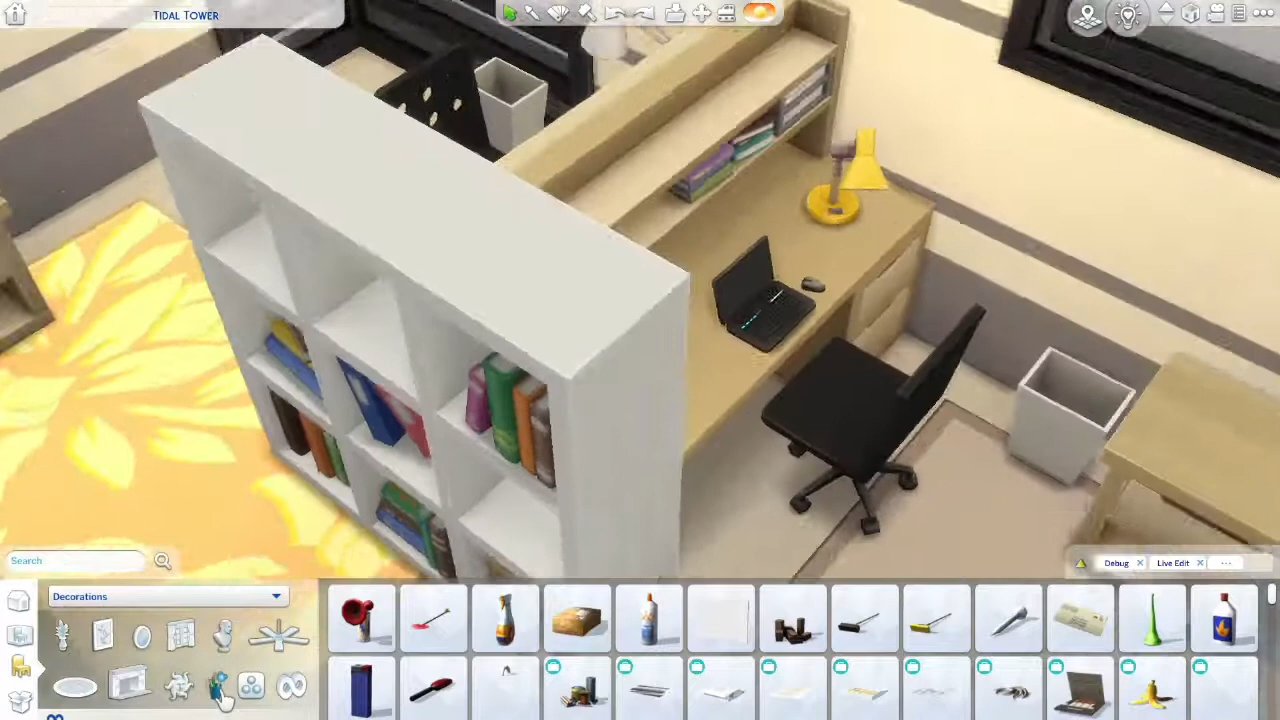 TIDAL TOWER
Search
Debug
Live Edit
...
Decorations